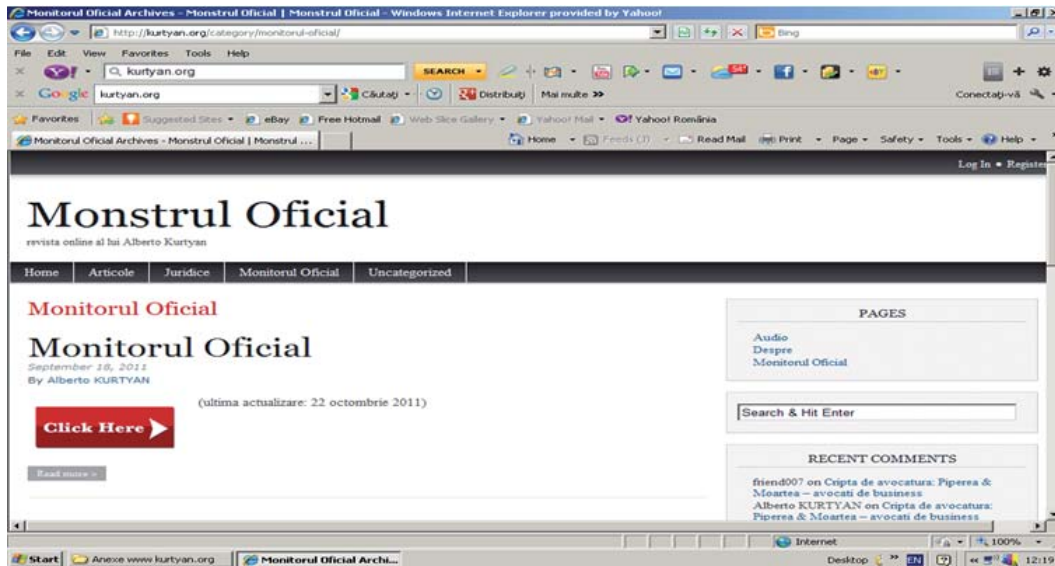 Monitorul Oficial Archives - Monstrul Oficial | Monstrul Oficial - Windows Internet Explorer provided by Yahoo!
http://kurtyan.org/category/monitorul-oficial/
Bing
File Edit View Favorites Tools Help
kurtyan.org SEARCH
Google kurtyan.org Căutați Distribuiți Mai multe >> Conectați-vă
Favorites Suggested Sites eBay Free Hotmail Web Slice Gallery Yahoo! Mail Yahoo! România
Monitorul Oficial Archives - Monstrul Oficial | Monstrul ... Home Feeds (J) Read Mail Print Page Safety Tools Help
Log In Register
Monstrul Oficial
revista online al lui Alberto Kurtyan
Home Articole Juridice Monitorul Oficial Uncategorized
Monitorul Oficial
Monitorul Oficial
September 18, 2011
By Alberto KURTYAN
(ultima actualizare: 22 octombrie 2011)
Click Here
Read more »
PAGES
Audio
Despre
Monitorul Oficial
Search & Hit Enter
RECENT COMMENTS
friend007 on Cripta de avocatura: Piperea &
Moartea – avocati de business
Alberto KURTYAN on Cripta de avocatura:
Piperea & Moartea – avocati de business
Internet 100%
Start Anexe www kurtyan.org Monitorul Oficial Archi... Desktop >> EN 12:19